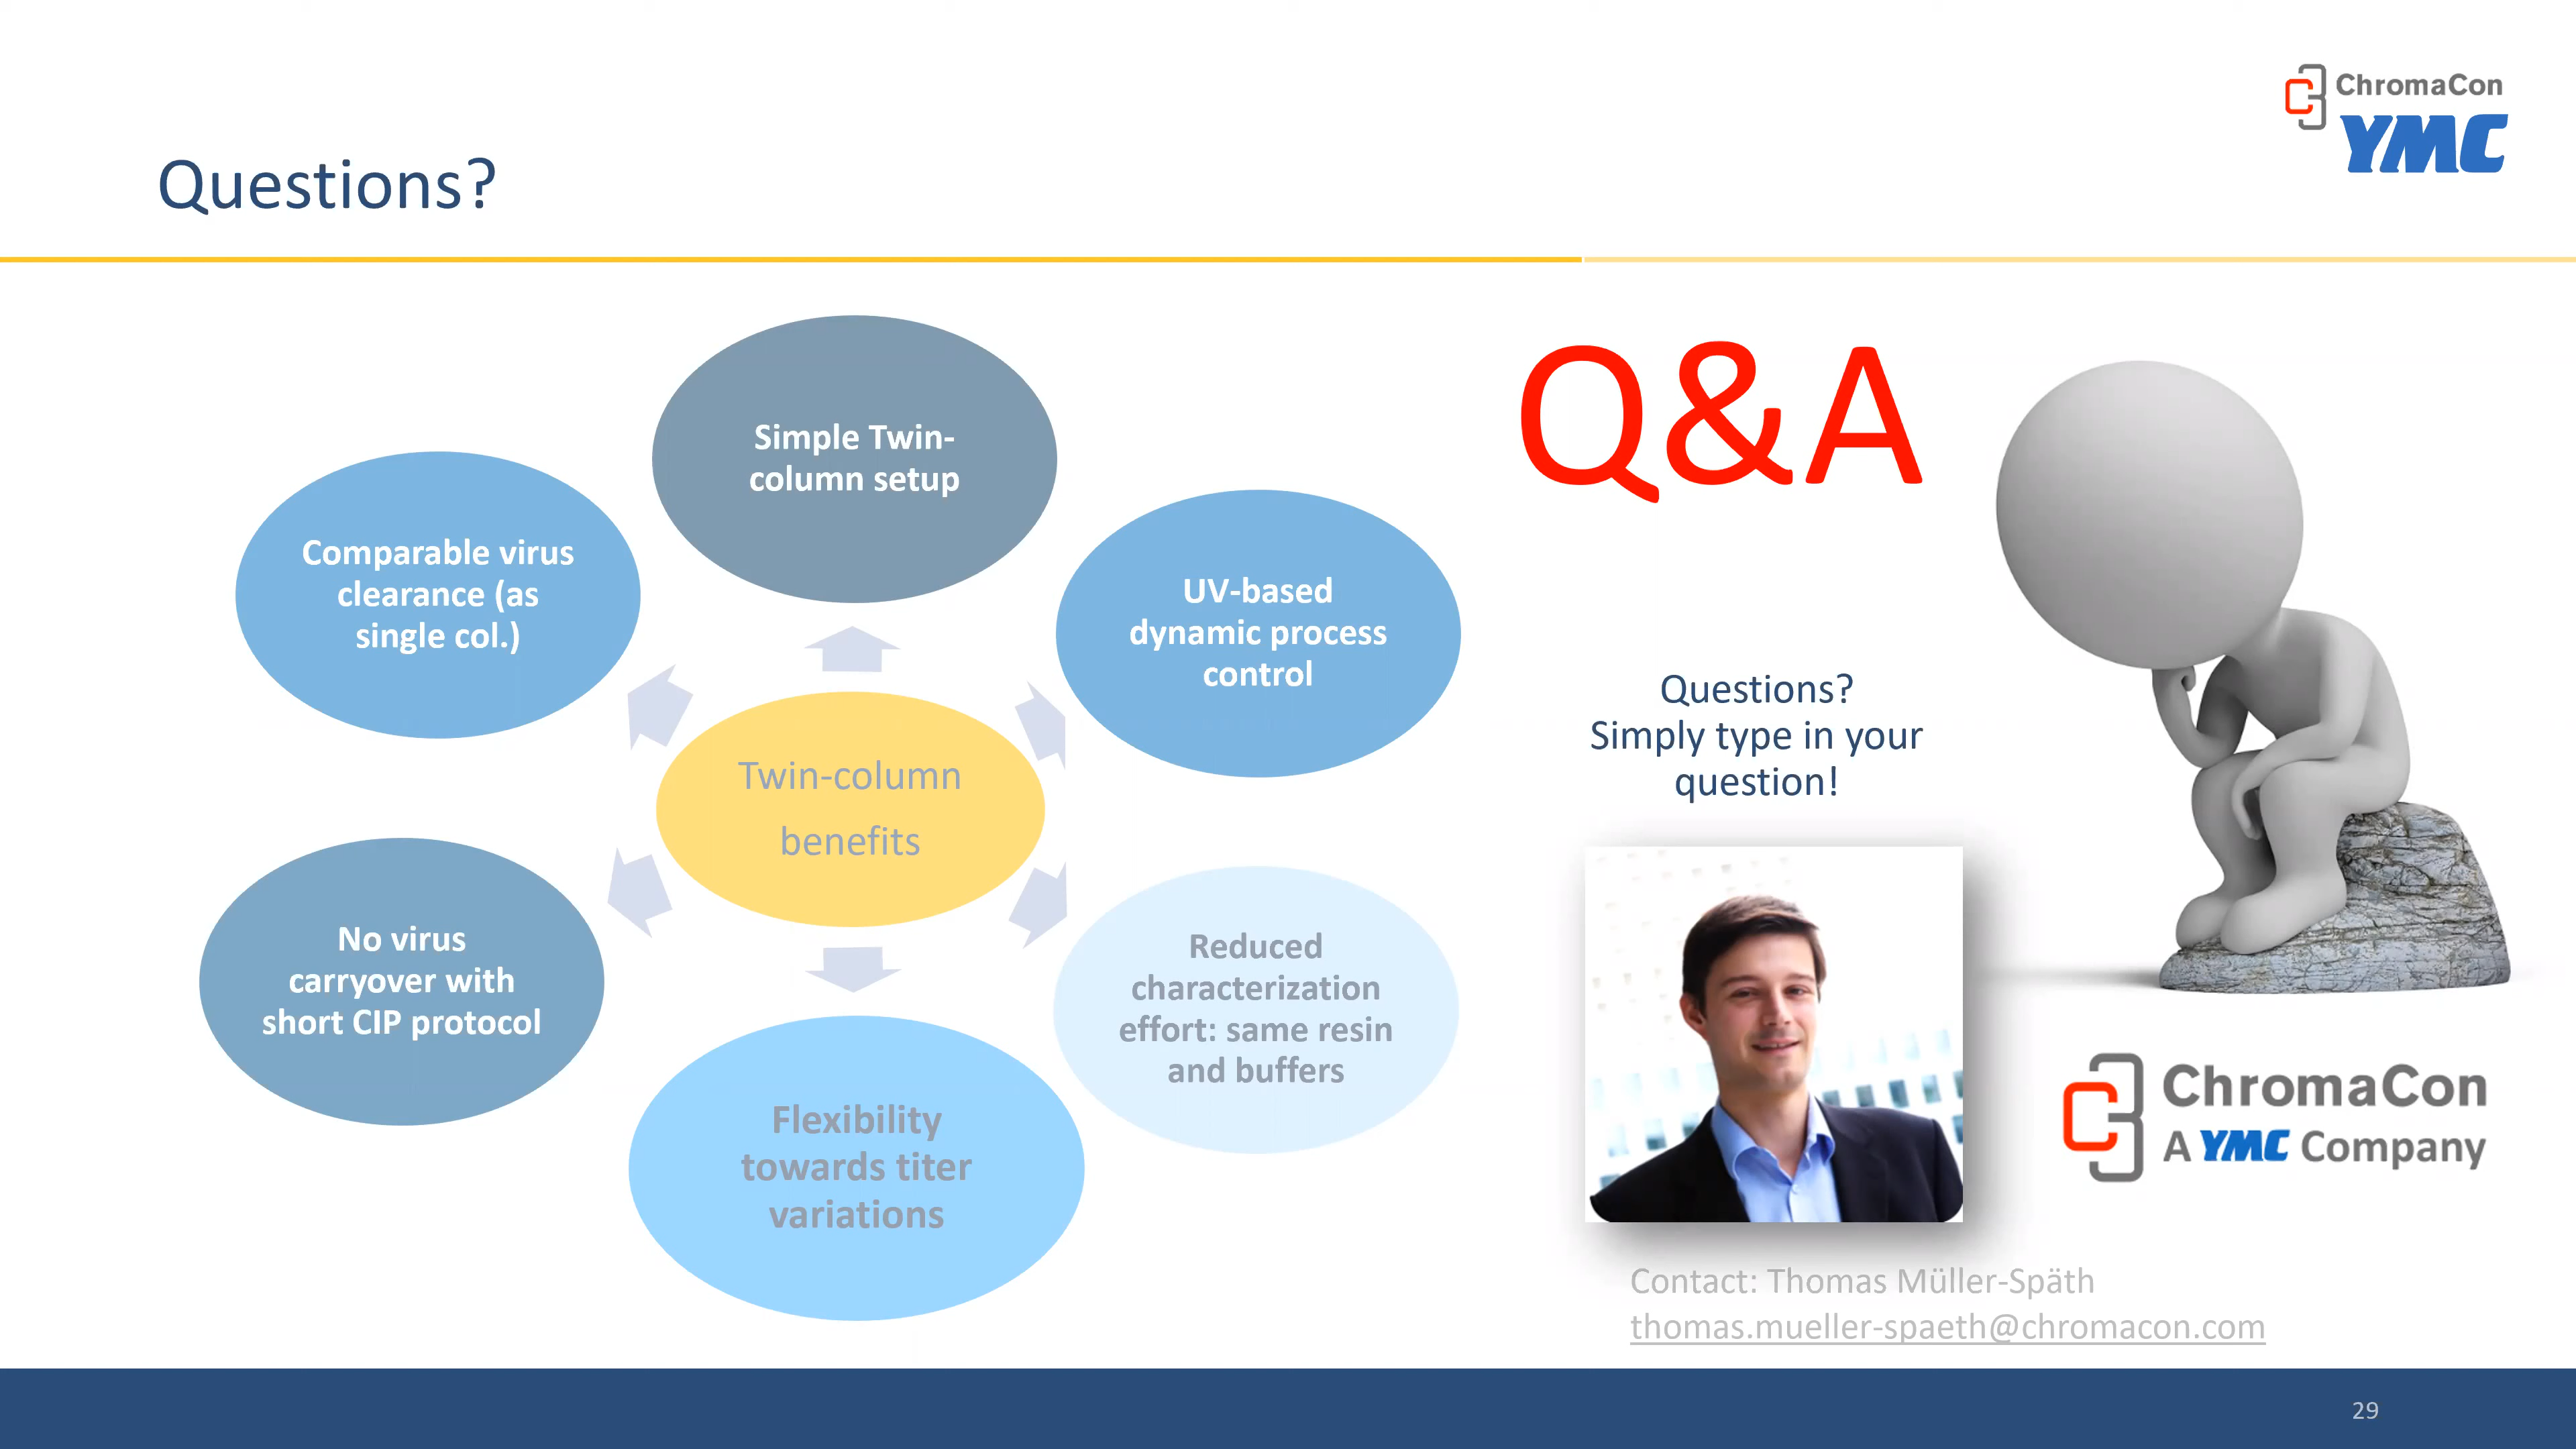 ChromaCon
YMC
Questions?
Simple Twin-
column setup
Comparable virus
clearance (as
single col.)
UV-based
dynamic process
control
Twin-column
benefits
No virus
carryover with
short CIP protocol
Reduced
characterization
effort: same resin
and buffers
Flexibility
towards titer
variations
Q&A
Questions?
Simply type in your
question!
ChromaCon
A YMC Company
Contact: Thomas Müller-Späth
thomas.mueller-spaeth@chromacon.com
29